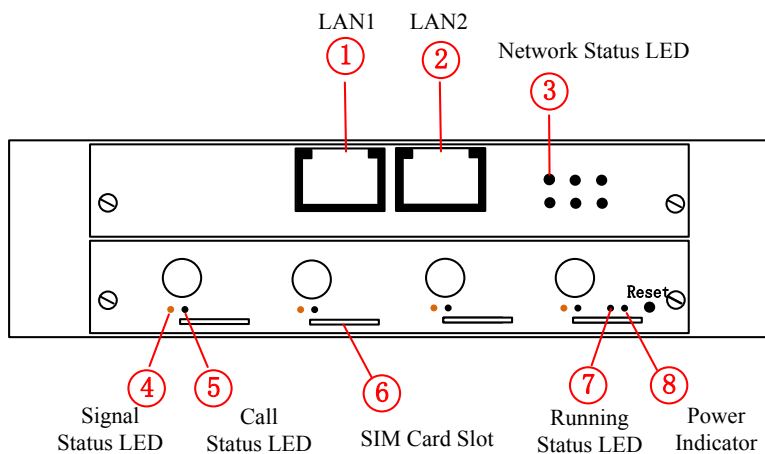 LAN1
LAN2
Network Status LED
1
2
3
Reset
4
5
6
7
8
Signal
Status LED
Call
Status LED
SIM Card Slot
Running
Status LED
Power
Indicator